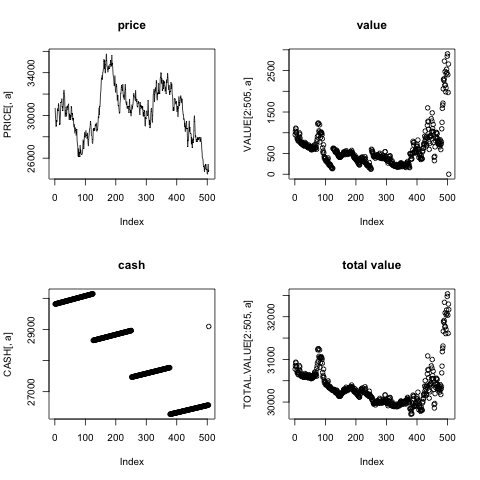 price
PRICE[, a]
34000
30000
26000
0 100 200 300 400 500
Index
value
VALUE[2:505, a]
2500
1500
500
0
0 100 200 300 400 500
Index
cash
CASH[, a]
29000
27000
0 100 200 300 400 500
Index
total value
TOTAL.VALUE[2:505, a]
32000
31000
30000
0 100 200 300 400 500
Index